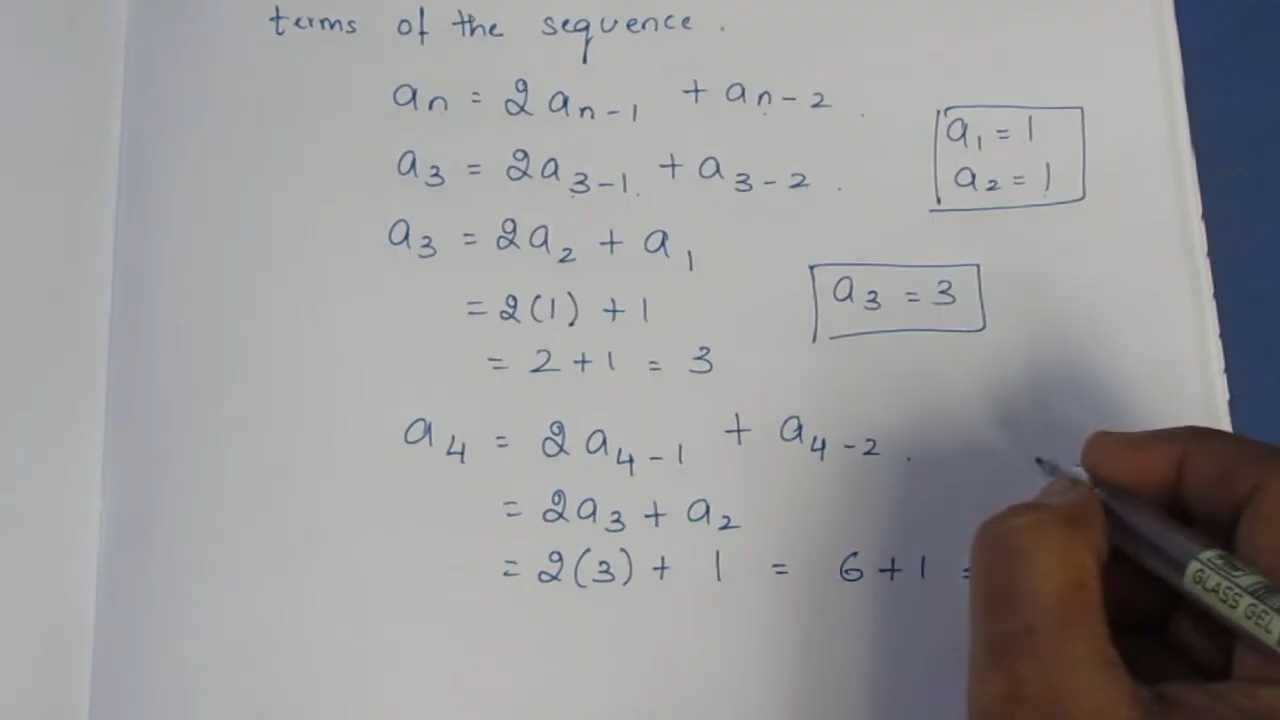 terms of the sequence.
an = 2an-1 + an-2.
a1 = 1
a2 = 1
a3 = 2a3-1 + a3-2.
a3 = 2a2 + a1
a3 = 3
= 2(1) + 1
= 2+1 = 3
a4 = 2a4-1 + a4-2.
= 2a3 + a2
= 2(3) + 1 = 6+1 =
GLASS GEL